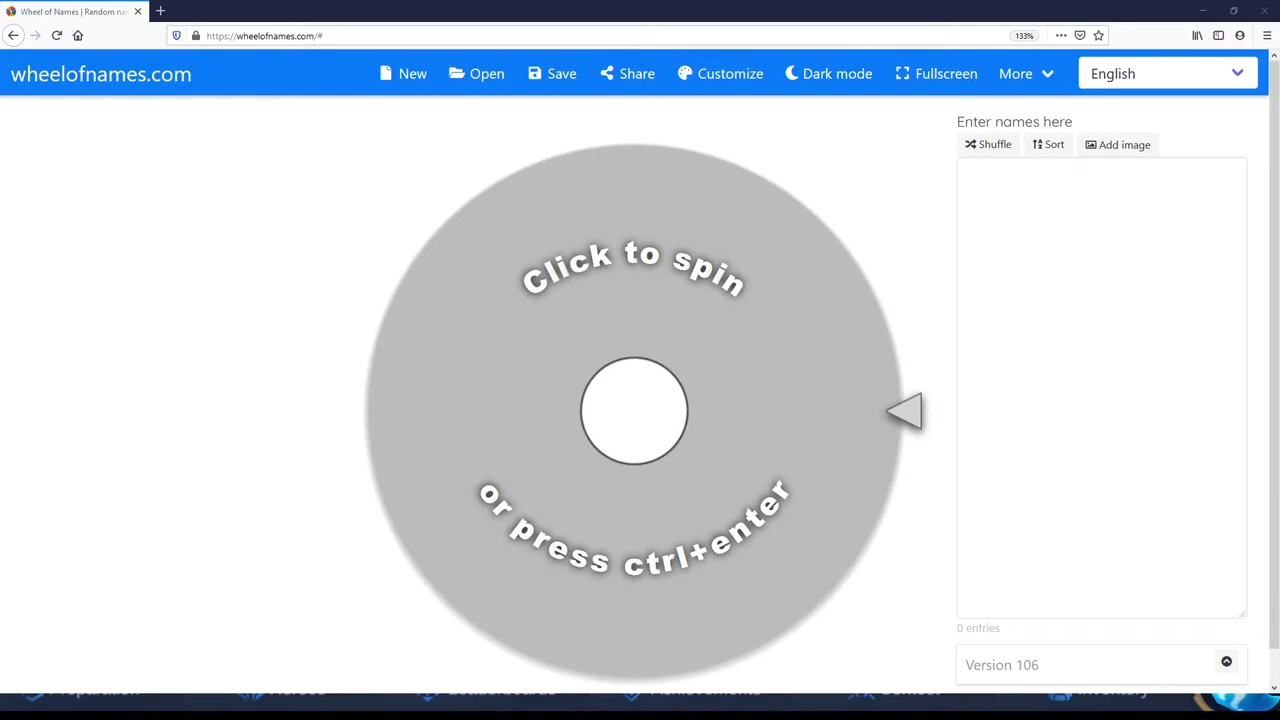 Wheel of Names | Random nam
https://wheelofnames.com/#
133%
wheelofnames.com
New
Open
Save
Share
Customize
Dark mode
Fullscreen
More
English
Enter names here
Shuffle
Sort
Add image
Click to spin
or press ctrl+enter
0 entries
Version 106